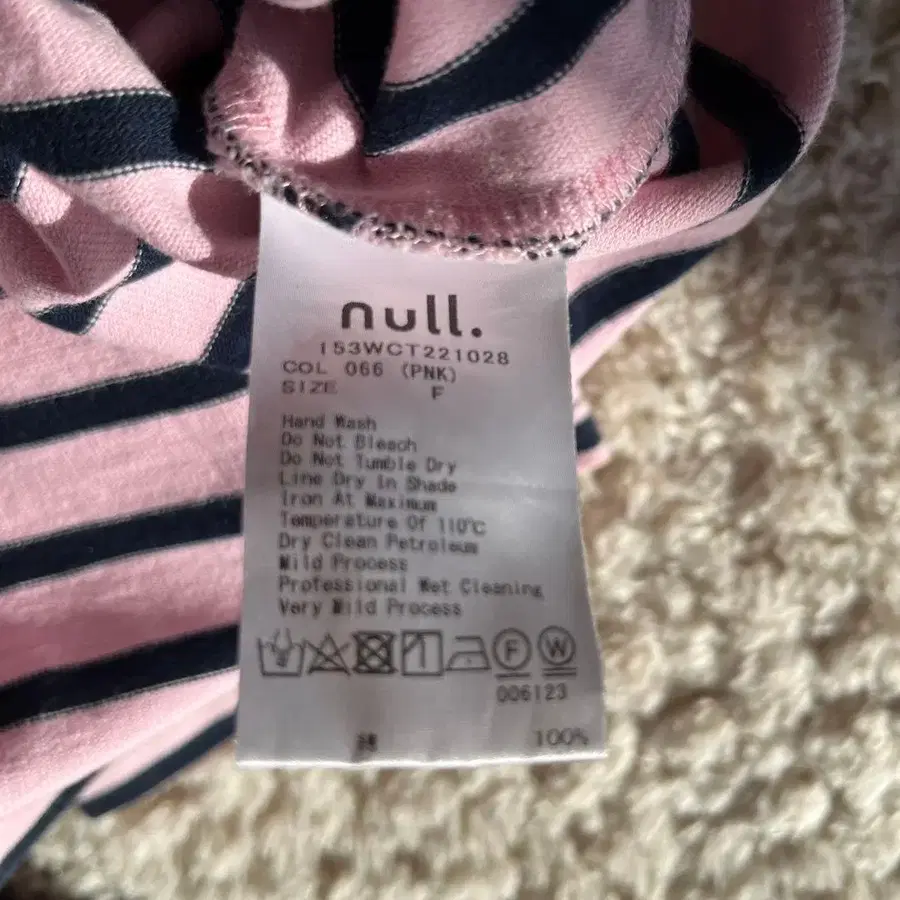 null.
153WCT221028
COL 066 (PNK)
SIZE F
Hand Wash
Do Not Bleach
Do Not Tumble Dry
Line Dry In Shade
Iron At Maximum
Temperature Of 110℃
Dry Clean Petroleum
Mild Process
Professional Wet Cleaning
Very Mild Process
F W
006123
100%